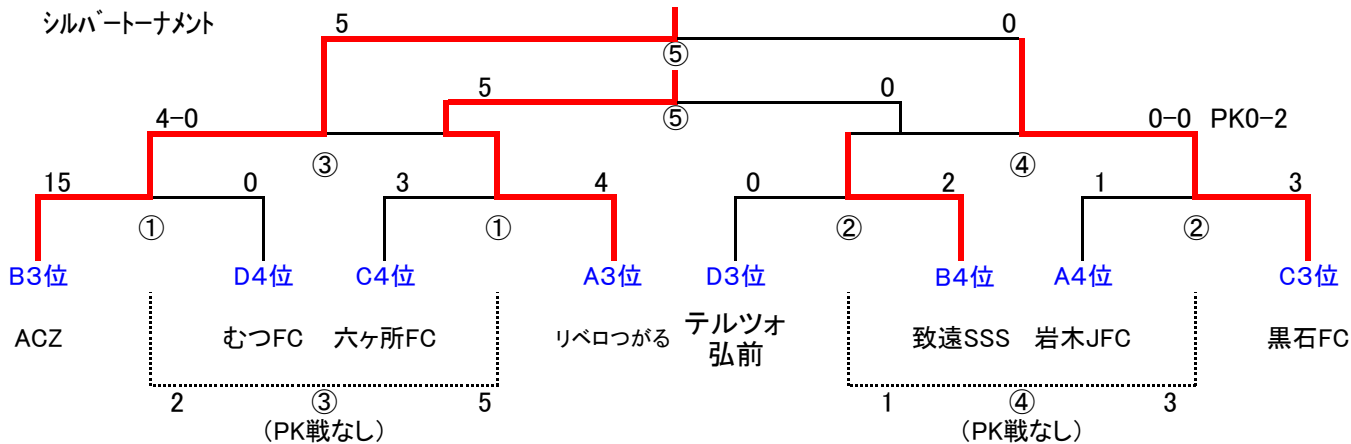 シルバートーナメント
5 0
⑤
5 0
⑤
4-0 0-0 PK0-2
③ ④
15 0 3 4 0 2 1 3
① ① ② ②
B3位 D4位 C4位 A3位 D3位 B4位 A4位 C3位
ACZ むつFC 六ヶ所FC リベロつがる テルツォ弘前 致遠SSS 岩木JFC 黒石FC
2 ③ 5 1 ④ 3
(PK戦なし) (PK戦なし)